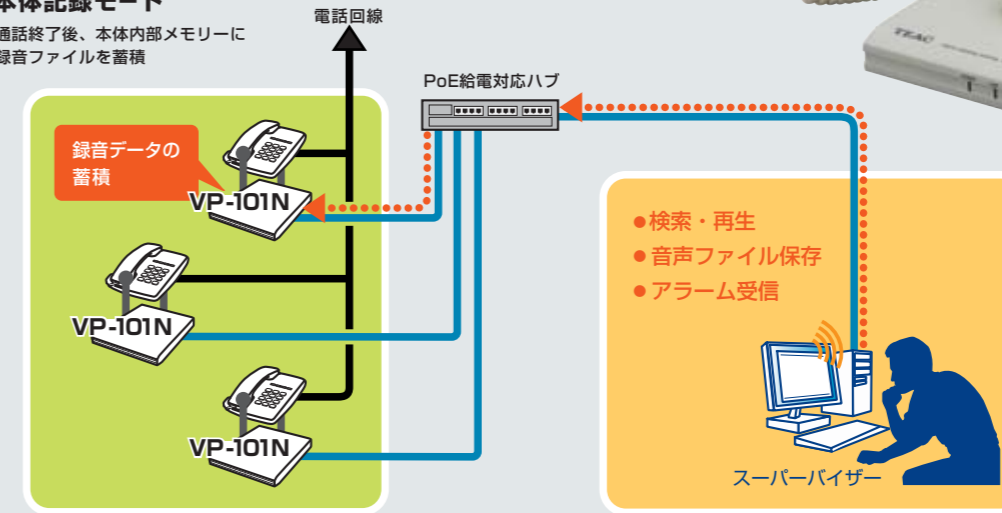 本体記録モード
通話終了後、本体内部メモリーに
録音ファイルを蓄積
電話回線
PoE給電対応ハブ
TEAC
録音データの
蓄積
VP-101N
VP-101N
VP-101N
●検索・再生
●音声ファイル保存
●アラーム受信
スーパーバイザー